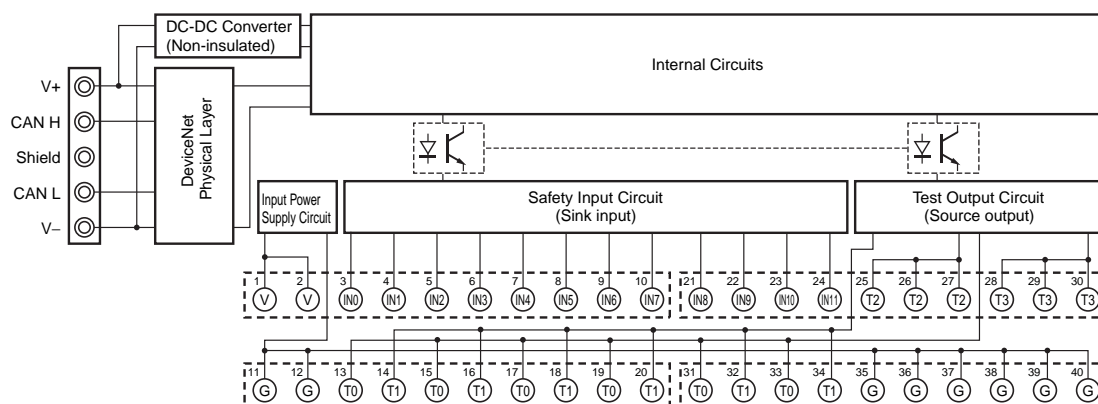 DC-DC Converter
(Non-insulated)
Internal Circuits
V+
CAN H
Shield
CAN L
V–
DeviceNet
Physical Layer
Input Power
Supply Circuit
Safety Input Circuit
(Sink input)
Test Output Circuit
(Source output)
1 2 3 4 5 6 7 8 9 10 21 22 23 24 25 26 27 28 29 30
V V IN0 IN1 IN2 IN3 IN4 IN5 IN6 IN7 IN8 IN9 IN10 IN11 T2 T2 T2 T3 T3 T3
11 12 13 14 15 16 17 18 19 20 31 32 33 34 35 36 37 38 39 40
G G T0 T1 T0 T1 T0 T1 T0 T1 T0 T1 T0 T1 G G G G G G